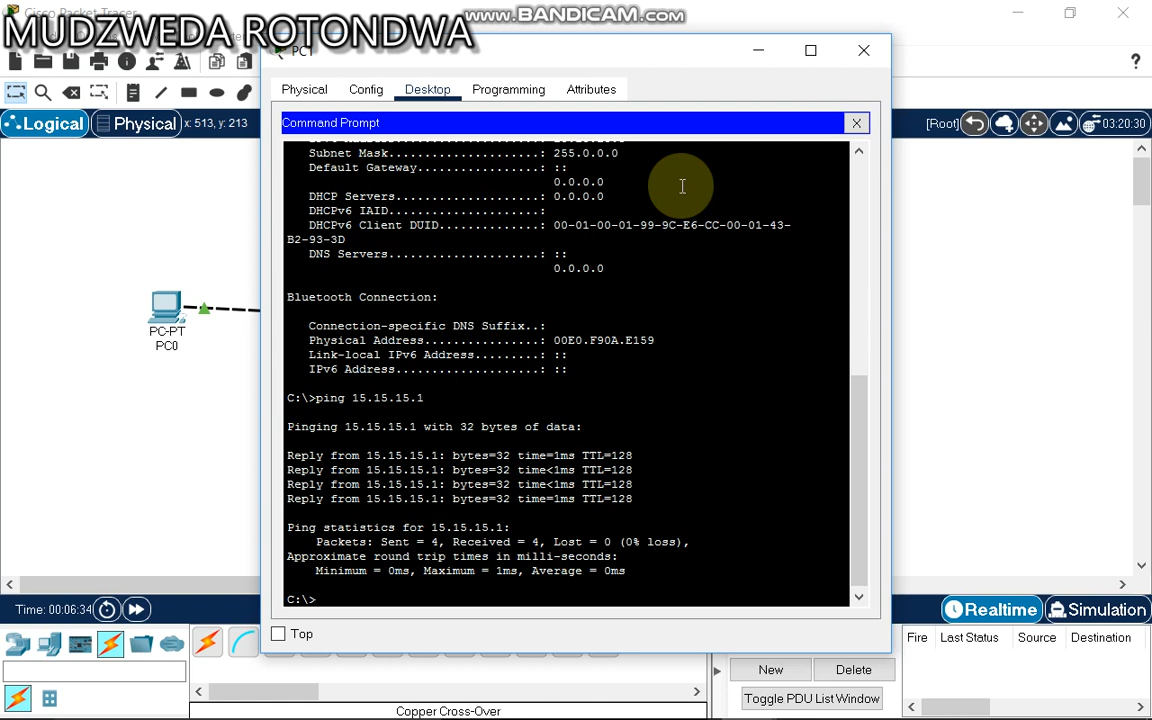 Cisco Packet Tracer
www.BANDICAM.com
MUDZWEDA ROTONDWA
PC1
?
Physical Config Desktop Programming Attributes
Logical Physical x: 513, y: 213
[Root] 03:20:30
Command Prompt X
Subnet Mask......................: 255.0.0.0
Default Gateway..................: ::
0.0.0.0
DHCP Servers.....................: 0.0.0.0
DHCPv6 IAID......................:
DHCPv6 Client DUID...............: 00-01-00-01-99-9C-E6-CC-00-01-43-
B2-93-3D
DNS Servers......................: ::
0.0.0.0
Bluetooth Connection:
Connection-specific DNS Suffix..:
Physical Address................: 00E0.F90A.E159
Link-local IPv6 Address.........: ::
IPv6 Address....................: ::
C:\>ping 15.15.15.1
Pinging 15.15.15.1 with 32 bytes of data:
Reply from 15.15.15.1: bytes=32 time=1ms TTL=128
Reply from 15.15.15.1: bytes=32 time<1ms TTL=128
Reply from 15.15.15.1: bytes=32 time<1ms TTL=128
Reply from 15.15.15.1: bytes=32 time=1ms TTL=128
Ping statistics for 15.15.15.1:
Packets: Sent = 4, Received = 4, Lost = 0 (0% loss),
Approximate round trip times in milli-seconds:
Minimum = 0ms, Maximum = 1ms, Average = 0ms
C:\>
PC-PT
PC0
Top
Time: 00:06:34
Realtime Simulation
Fire Last Status Source Destination
New Delete
Toggle PDU List Window
Copper Cross-Over